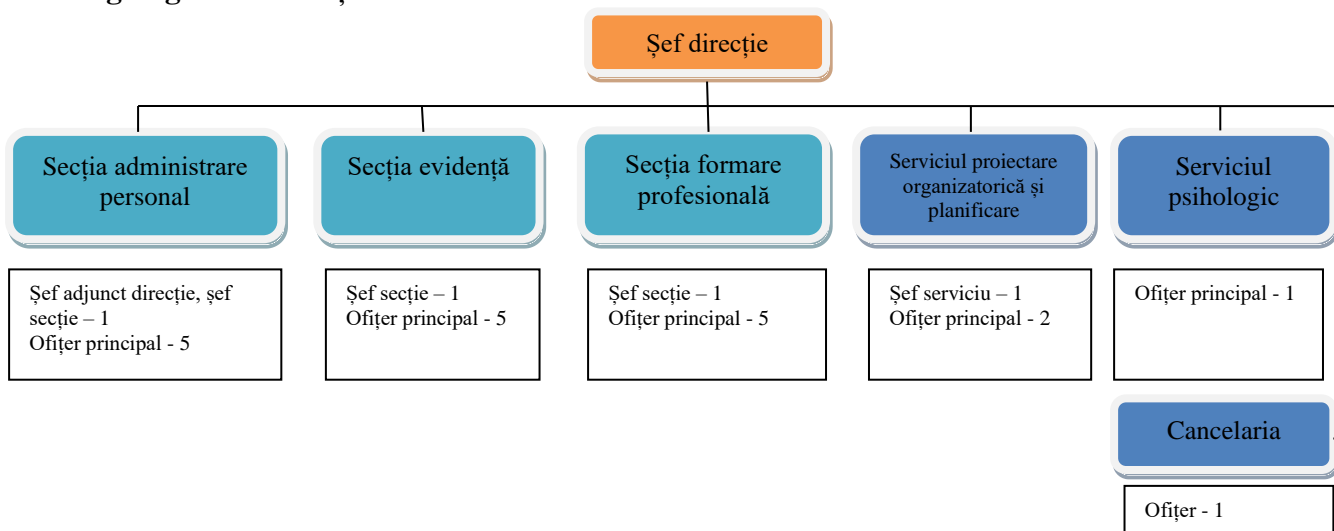 Șef direcție
Secția administrare
personal
Secția evidență
Secția formare
profesională
Serviciul proiectare
organizatorică și
planificare
Serviciul
psihologic
Șef adjunct direcție, șef
secție – 1
Ofițer principal - 5
Șef secție – 1
Ofițer principal - 5
Șef secție – 1
Ofițer principal - 5
Șef serviciu – 1
Ofițer principal - 2
Ofițer principal - 1
Cancelaria
Ofițer - 1